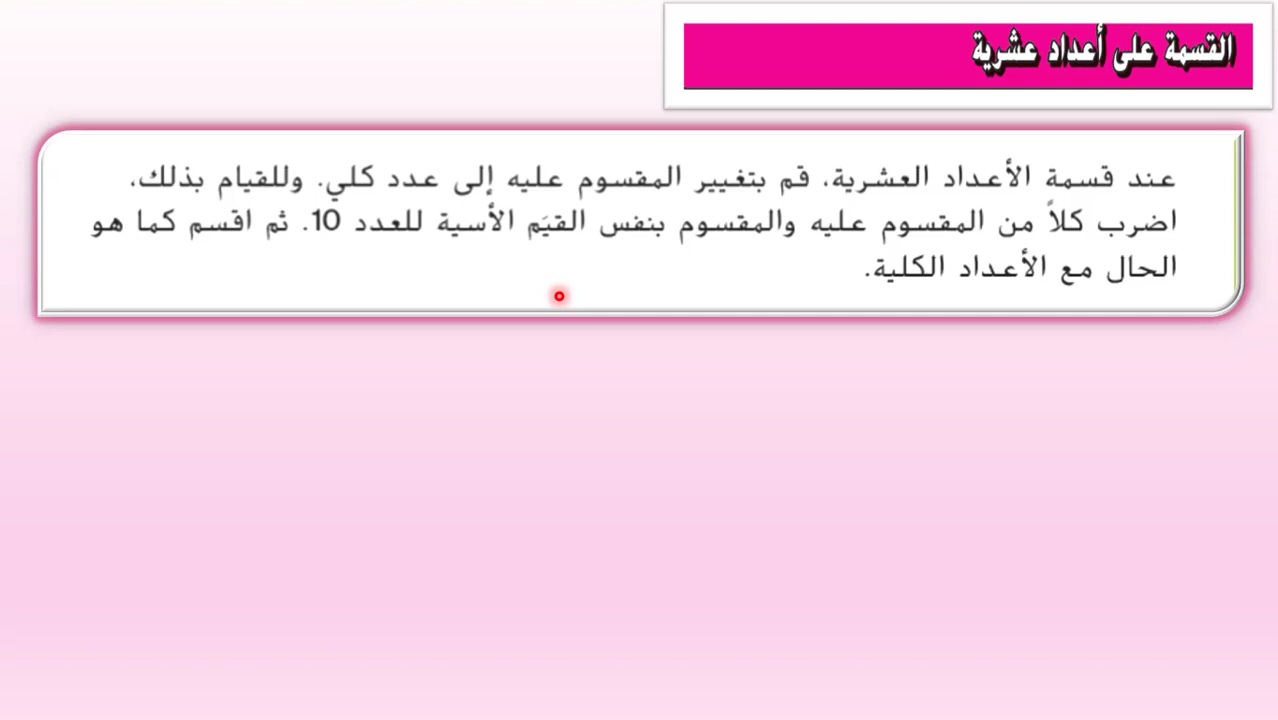 القسمة على أعداد عشرية
عند قسمة الأعداد العشرية، قم بتغيير المقسوم عليه إلى عدد كلي. وللقيام بذلك،
اضرب كلاً من المقسوم عليه والمقسوم بنفس القيَم الأسية للعدد 10. ثم اقسم كما هو
الحال مع الأعداد الكلية.